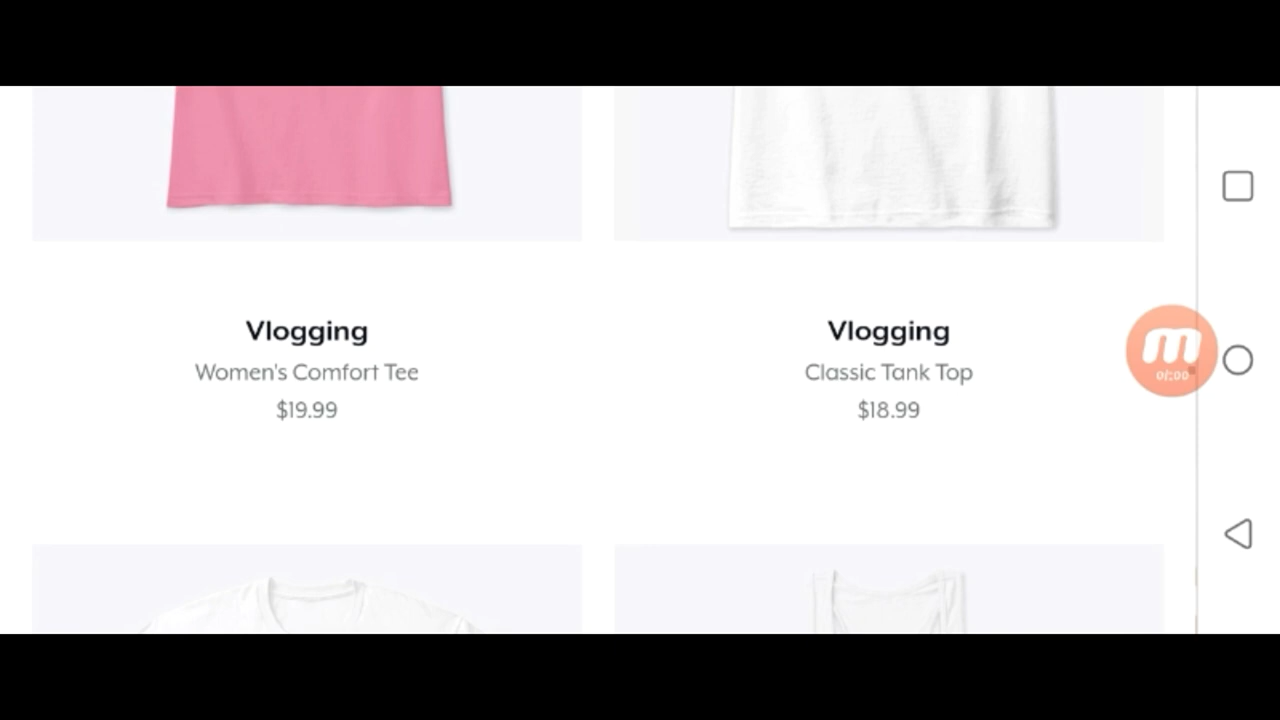 Vlogging
Women's Comfort Tee
$19.99
Vlogging
Classic Tank Top
$18.99
m